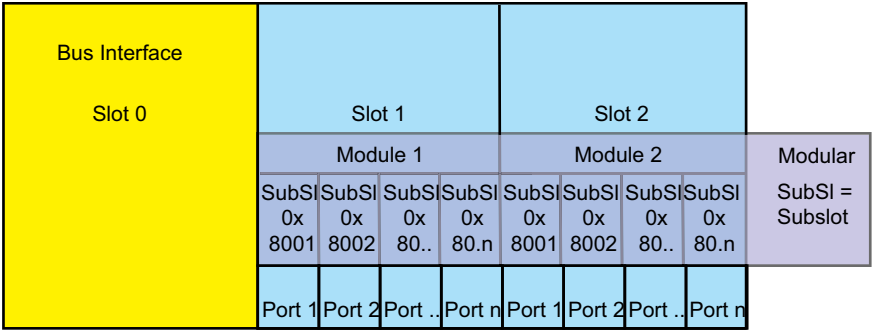 Bus Interface
Slot 0
Slot 1
Slot 2
Module 1
Module 2
Modular
SubSl SubSl SubSl SubSl SubSl SubSl SubSl SubSl
SubSl =
0x 0x 0x 0x 0x 0x 0x 0x
Subslot
8001 8002 80.. 80.n 8001 8002 80.. 80.n
Port 1 Port 2 Port .. Port n Port 1 Port 2 Port .. Port n